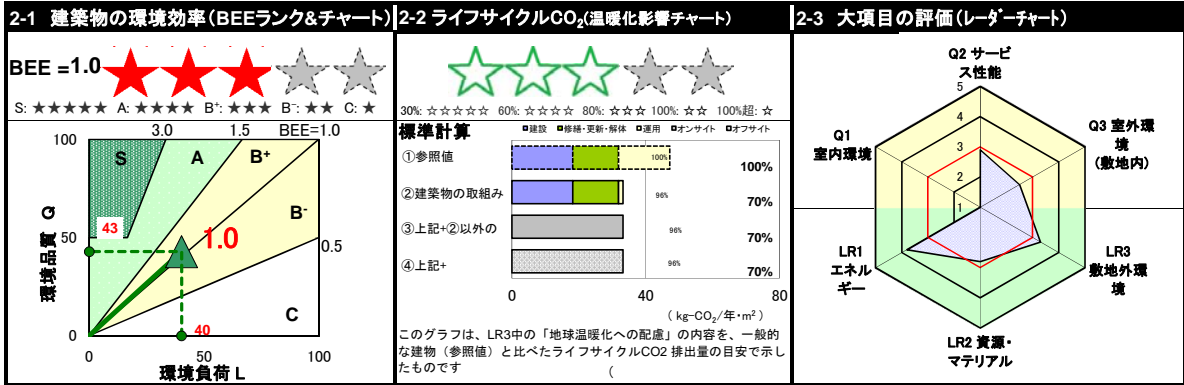 2-1 建築物の環境効率(BEEランク&チャート)
BEE =1.0
S: ★★★★★ A: ★★★★ B⁺: ★★★ B⁻: ★★ C: ★
3.0 1.5 BEE=1.0
100
S
A
B⁺
B⁻
43
1.0
50
0.5
環境品質 Q
C
40
0
0 50 100
環境負荷 L
2-2 ライフサイクルCO₂(温暖化影響チャート)
30%: ☆☆☆☆☆ 60%: ☆☆☆☆ 80%: ☆☆☆ 100%: ☆☆ 100%超: ☆
標準計算
建設 修繕・更新・解体 運用 オンサイト オフサイト
①参照値 100% 100%
②建築物の取組み 96% 70%
③上記+②以外の 96% 70%
④上記+ 96% 70%
0 40 80
( kg-CO₂/年・m² )
このグラフは、LR3中の「地球温暖化への配慮」の内容を、一般的
な建物(参照値)と比べたライフサイクルCO2 排出量の目安で示し
たものです (
2-3 大項目の評価(レーダーチャート)
Q2 サービ
ス性能
5
4
3
2
1
Q1
室内環境
Q3 室外環
境
(敷地内)
LR1
エネル
ギー
LR3
敷地外環
境
LR2 資源・
マテリアル